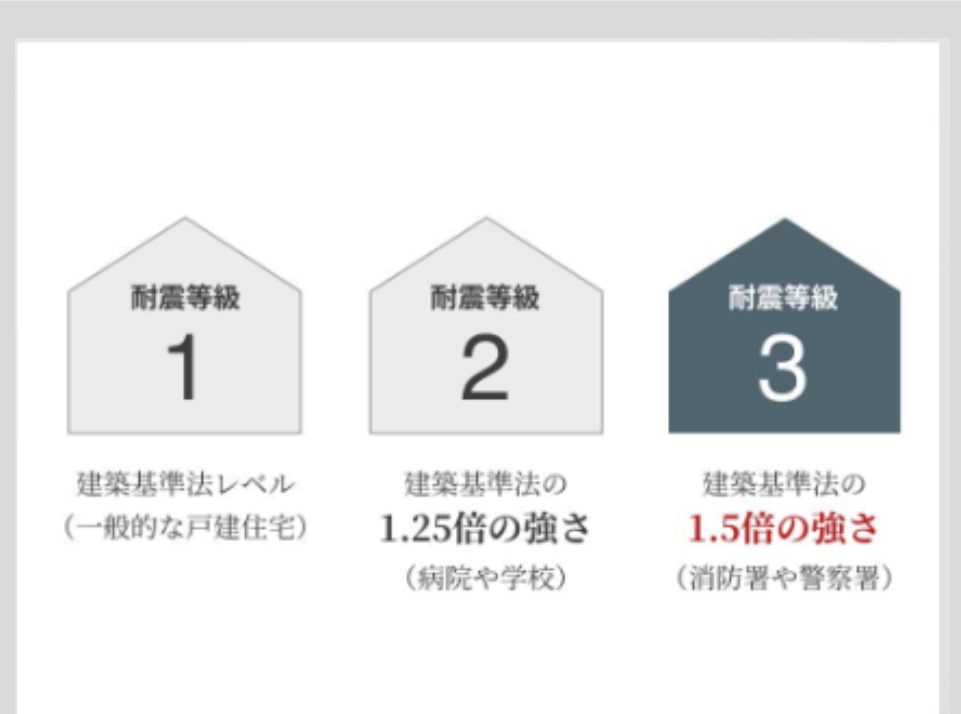 耐震等級
1
建築基準法レベル
（一般的な戸建住宅）
耐震等級
2
建築基準法の
1.25倍の強さ
（病院や学校）
耐震等級
3
建築基準法の
1.5倍の強さ
（消防署や警察署）